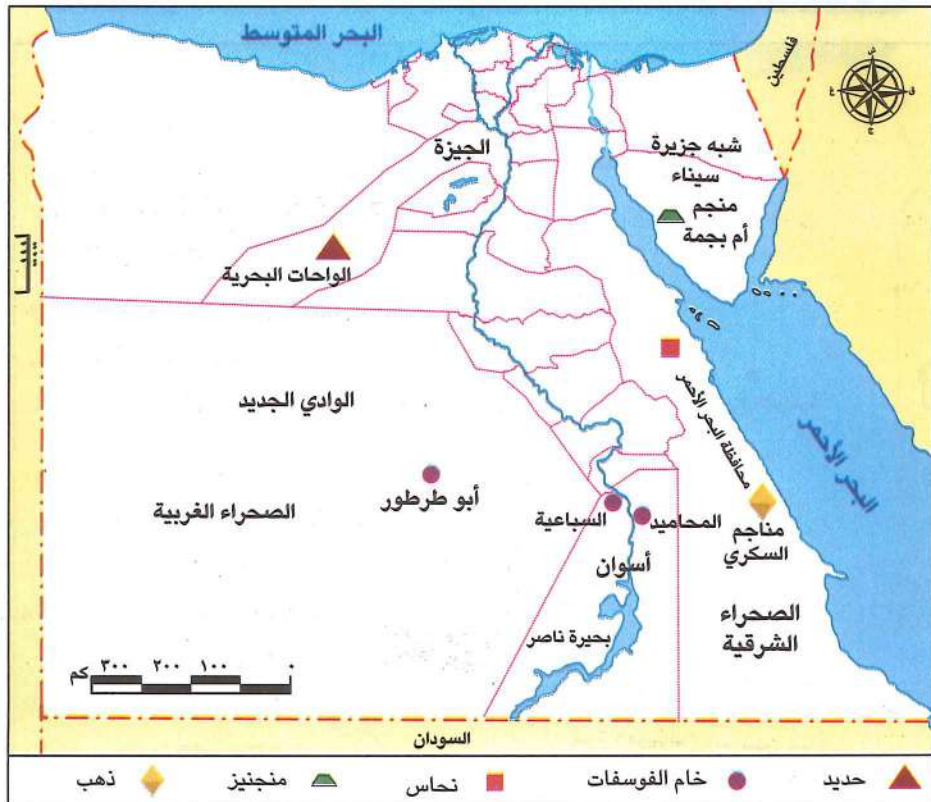 البحر المتوسط
فلسطين
شبه جزيرة
سيناء
منجم
أم بجمة
الجيزة
ليبيا
الواحات البحرية
محافظة البحر الأحمر
البحر الأحمر
الوادي الجديد
أبو طرطور
الصحراء الغربية
السباعية
المحاميد
مناجم
السكري
أسوان
الصحراء
الشرقية
بحيرة ناصر
٠ ١٠٠ ٢٠٠ ٣٠٠ كم
السودان
حديد
خام الفوسفات
نحاس
منجنيز
ذهب